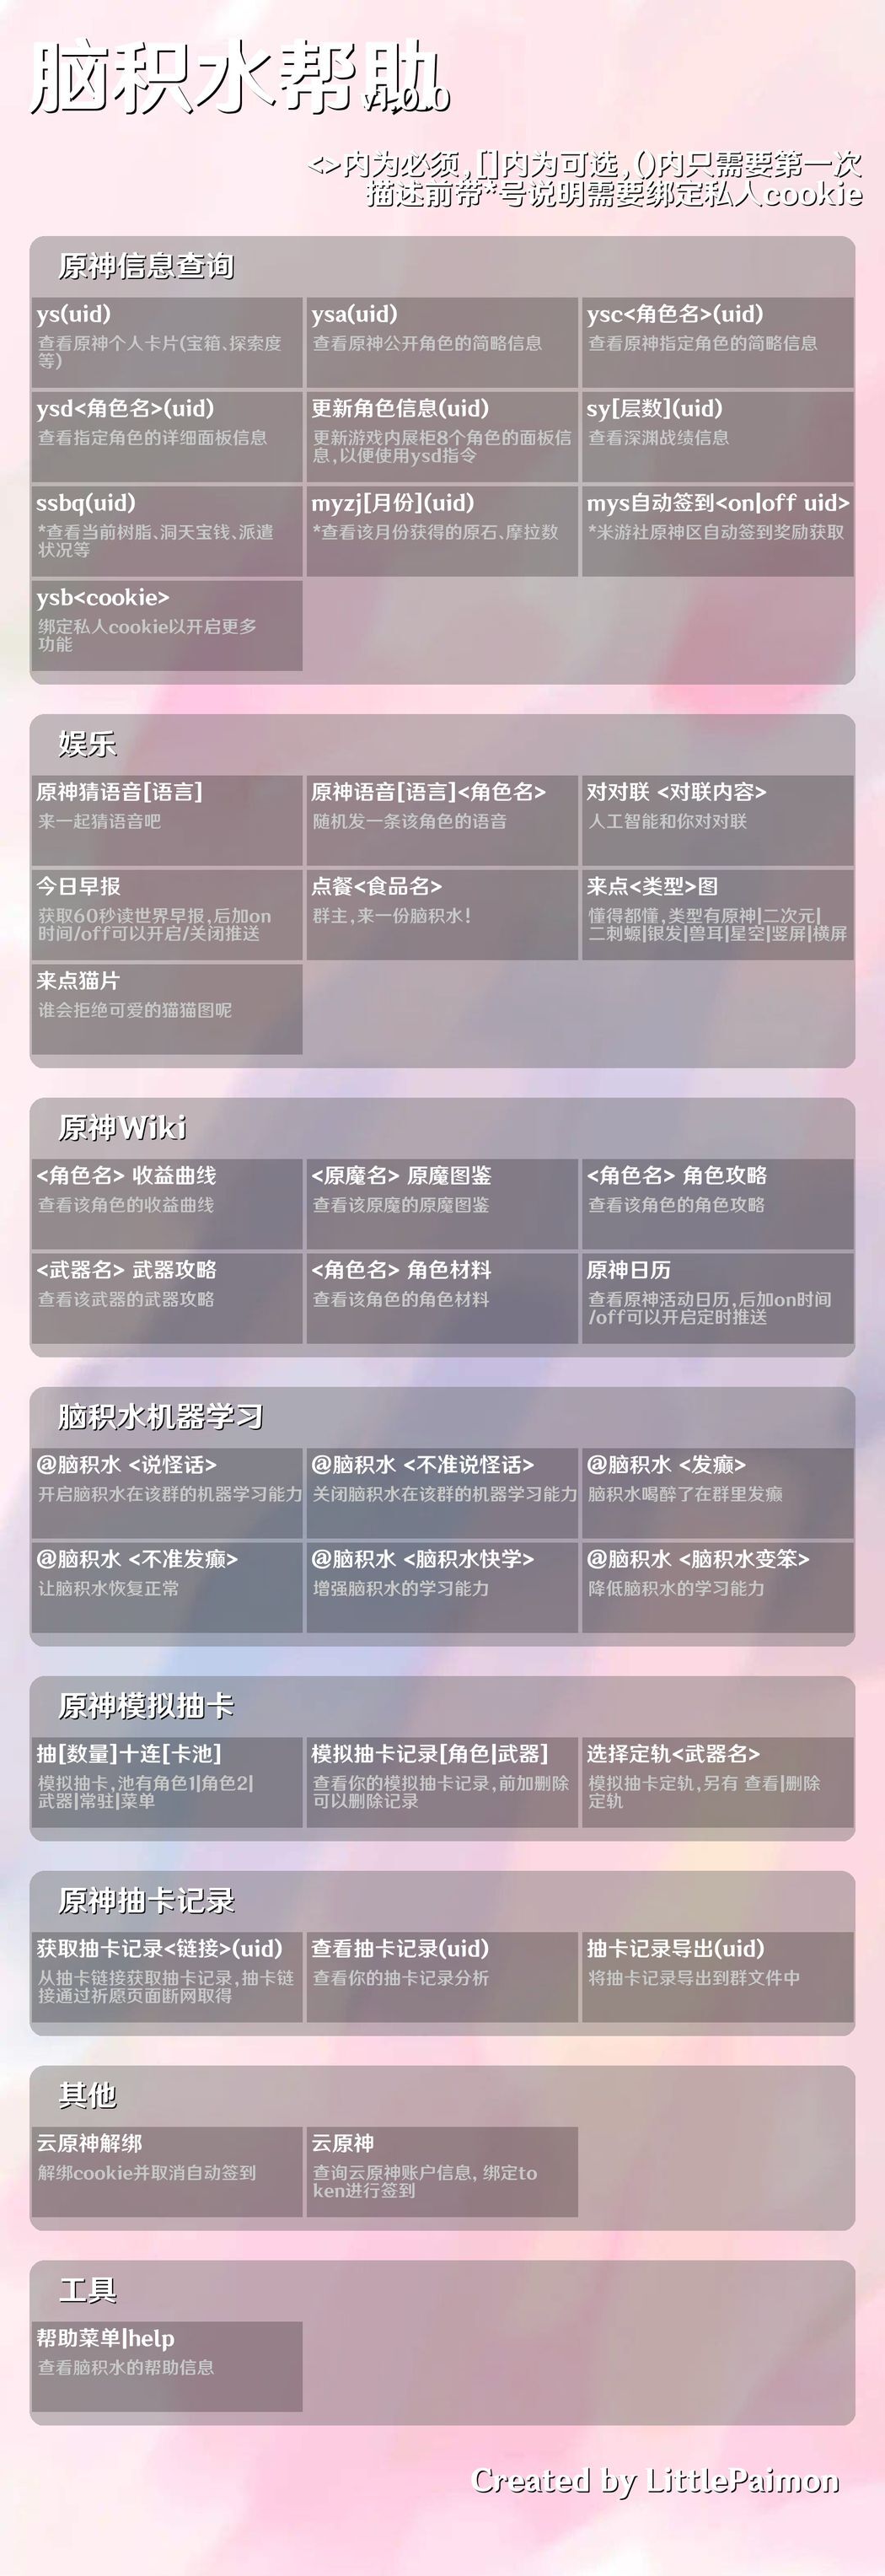 脑积水帮助
v1.0.0
<>内为必须,[]内为可选,()内只需要第一次
描述前带*号说明需要绑定私人cookie
原神信息查询
ys(uid)
查看原神个人卡片(宝箱、探索度
等)
ysa(uid)
查看原神公开角色的简略信息
ysc<角色名>(uid)
查看原神指定角色的简略信息
ysd<角色名>(uid)
查看指定角色的详细面板信息
更新角色信息(uid)
更新游戏内展柜8个角色的面板信
息,以便使用ysd指令
sy[层数](uid)
查看深渊战绩信息
ssbq(uid)
*查看当前树脂、洞天宝钱、派遣
状况等
myzj[月份](uid)
*查看该月份获得的原石、摩拉数
mys自动签到<on|off uid>
*米游社原神区自动签到奖励获取
ysb<cookie>
绑定私人cookie以开启更多
功能
娱乐
原神猜语音[语言]
来一起猜语音吧
原神语音[语言]<角色名>
随机发一条该角色的语音
对对联 <对联内容>
人工智能和你对对联
今日早报
获取60秒读世界早报,后加on
时间/off可以开启/关闭推送
点餐<食品名>
群主,来一份脑积水!
来点<类型>图
懂得都懂,类型有原神|二次元|
二刺螈|银发|兽耳|星空|竖屏|横屏
来点猫片
谁会拒绝可爱的猫猫图呢
原神Wiki
<角色名> 收益曲线
查看该角色的收益曲线
<原魔名> 原魔图鉴
查看该原魔的原魔图鉴
<角色名> 角色攻略
查看该角色的角色攻略
<武器名> 武器攻略
查看该武器的武器攻略
<角色名> 角色材料
查看该角色的角色材料
原神日历
查看原神活动日历,后加on时间
/off可以开启定时推送
脑积水机器学习
@脑积水 <说怪话>
开启脑积水在该群的机器学习能力
@脑积水 <不准说怪话>
关闭脑积水在该群的机器学习能力
@脑积水 <发癫>
脑积水喝醉了在群里发癫
@脑积水 <不准发癫>
让脑积水恢复正常
@脑积水 <脑积水快学>
增强脑积水的学习能力
@脑积水 <脑积水变笨>
降低脑积水的学习能力
原神模拟抽卡
抽[数量]十连[卡池]
模拟抽卡,池有角色1|角色2|
武器|常驻|菜单
模拟抽卡记录[角色|武器]
查看你的模拟抽卡记录,前加删除
可以删除记录
选择定轨<武器名>
模拟抽卡定轨,另有 查看|删除
定轨
原神抽卡记录
获取抽卡记录<链接>(uid)
从抽卡链接获取抽卡记录,抽卡链
接通过祈愿页面断网取得
查看抽卡记录(uid)
查看你的抽卡记录分析
抽卡记录导出(uid)
将抽卡记录导出到群文件中
其他
云原神解绑
解绑cookie并取消自动签到
云原神
查询云原神账户信息, 绑定to
ken进行签到
工具
帮助菜单|help
查看脑积水的帮助信息
Created by LittlePaimon